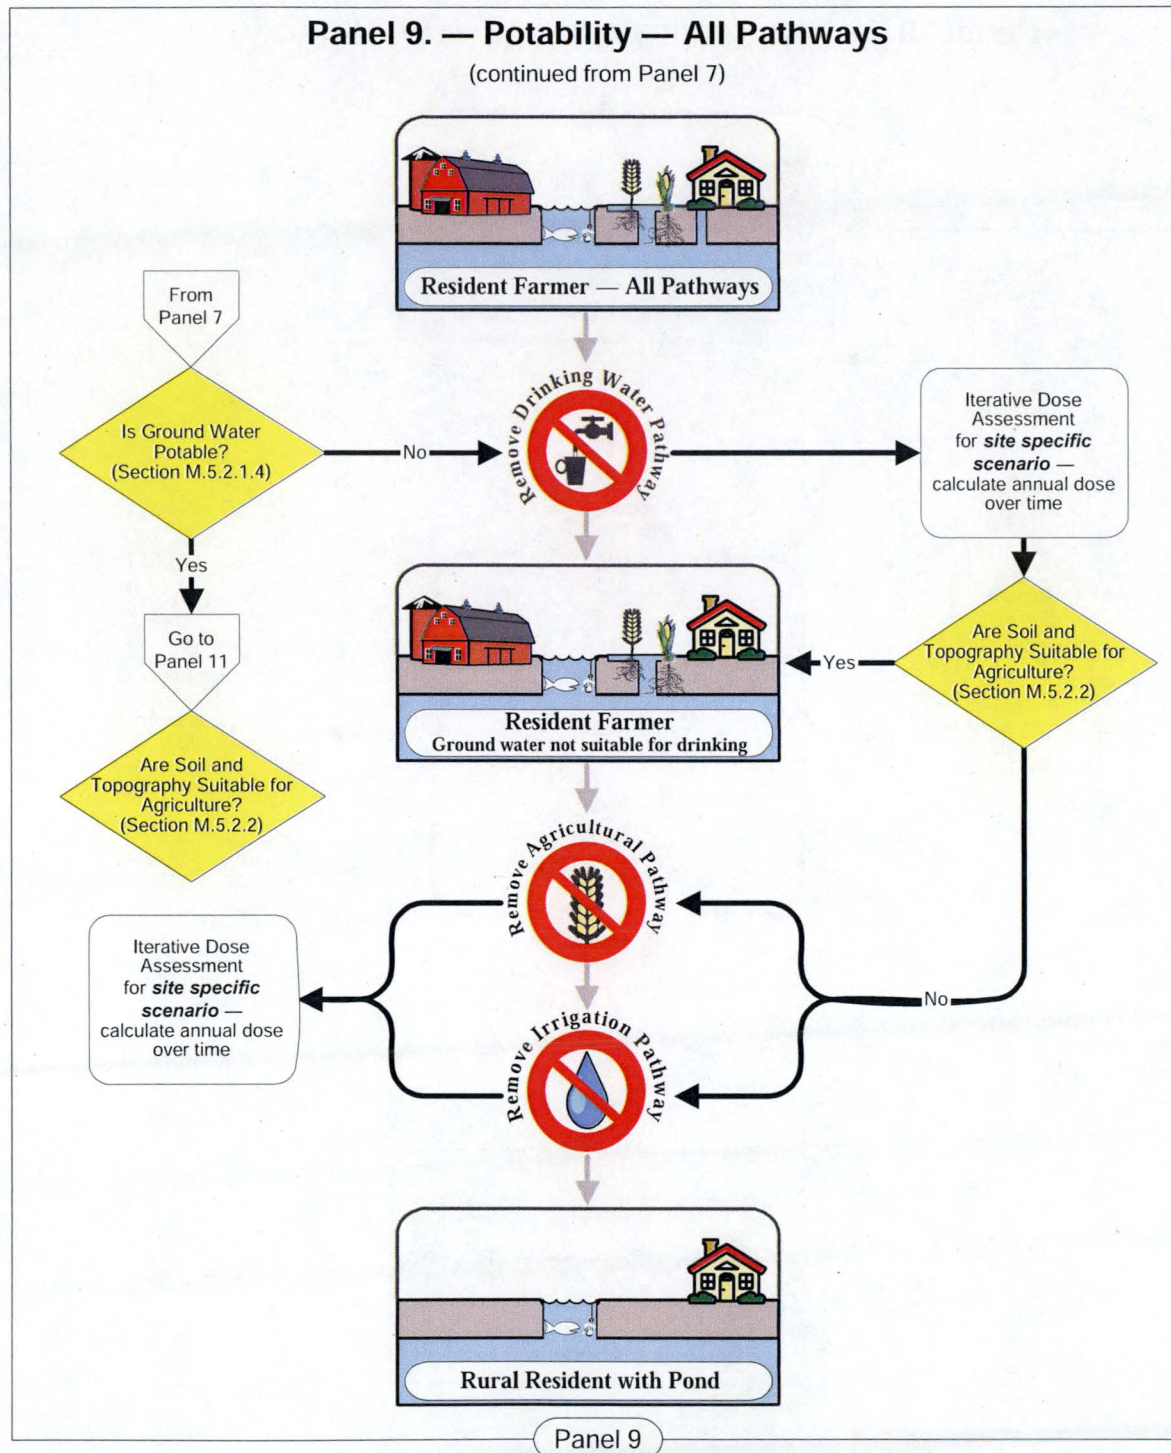 Panel 9. — Potability — All Pathways
(continued from Panel 7)
Resident Farmer — All Pathways
From
Panel 7
Is Ground Water
Potable?
(Section M.5.2.1.4)
No
Remove Drinking Water Pathway
Iterative Dose
Assessment
for site specific
scenario —
calculate annual dose
over time
Yes
Go to
Panel 11
Are Soil and
Topography Suitable for
Agriculture?
(Section M.5.2.2)
Yes
Resident Farmer
Ground water not suitable for drinking
Are Soil and
Topography Suitable for
Agriculture?
(Section M.5.2.2)
Remove Agricultural Pathway
No
Iterative Dose
Assessment
for site specific
scenario —
calculate annual dose
over time
Remove Irrigation Pathway
Rural Resident with Pond
Panel 9